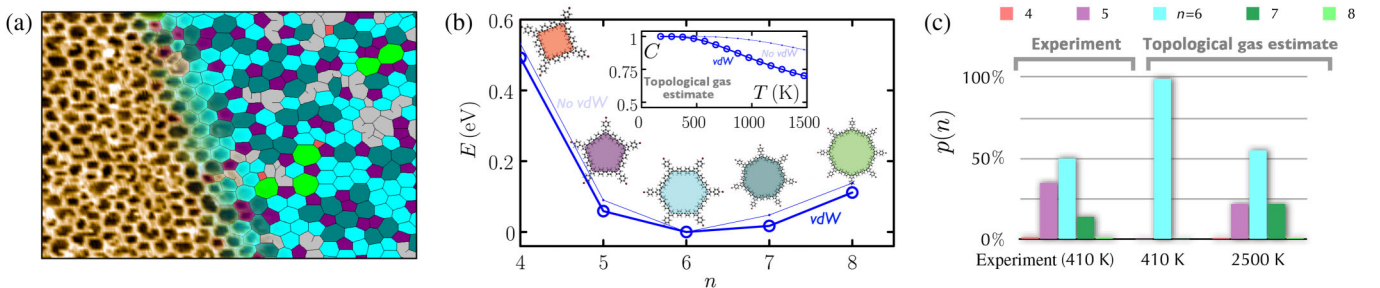 (a)
(b)
E (eV)
0.6
0.4
0.2
0
4
5
6
7
8
n
No vdW
vdW
C
1
0.75
0.5
No vdW
vdW
Topological gas
estimate
T (K)
0
500
1000
1500
(c)
4
5
n=6
7
8
Experiment
Topological gas estimate
100%
50%
0%
p(n)
Experiment (410 K)
410 K
2500 K